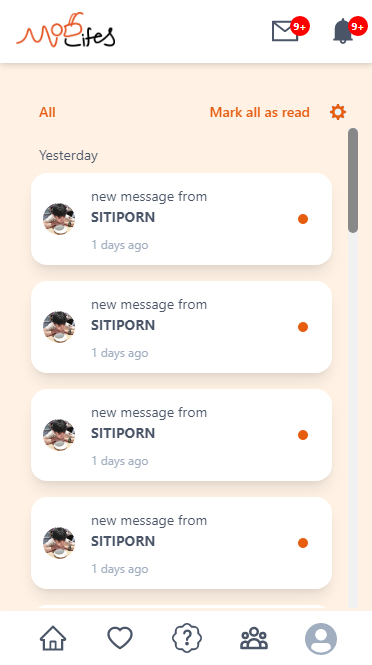 Mob Lifes
9+
9+
All
Mark all as read
Yesterday
new message from
SITIPORN
1 days ago
new message from
SITIPORN
1 days ago
new message from
SITIPORN
1 days ago
new message from
SITIPORN
1 days ago
?